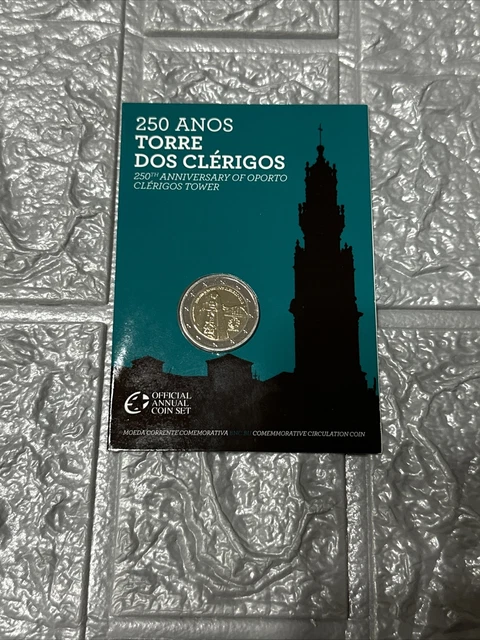 250 ANOS
TORRE
DOS CLÉRIGOS
250TH ANNIVERSARY OF OPORTO
CLÉRIGOS TOWER
OFFICIAL
ANNUAL
COIN SET
MOEDA CORRENTE COMEMORATIVA COMMEMORATIVE CIRCULATION COIN